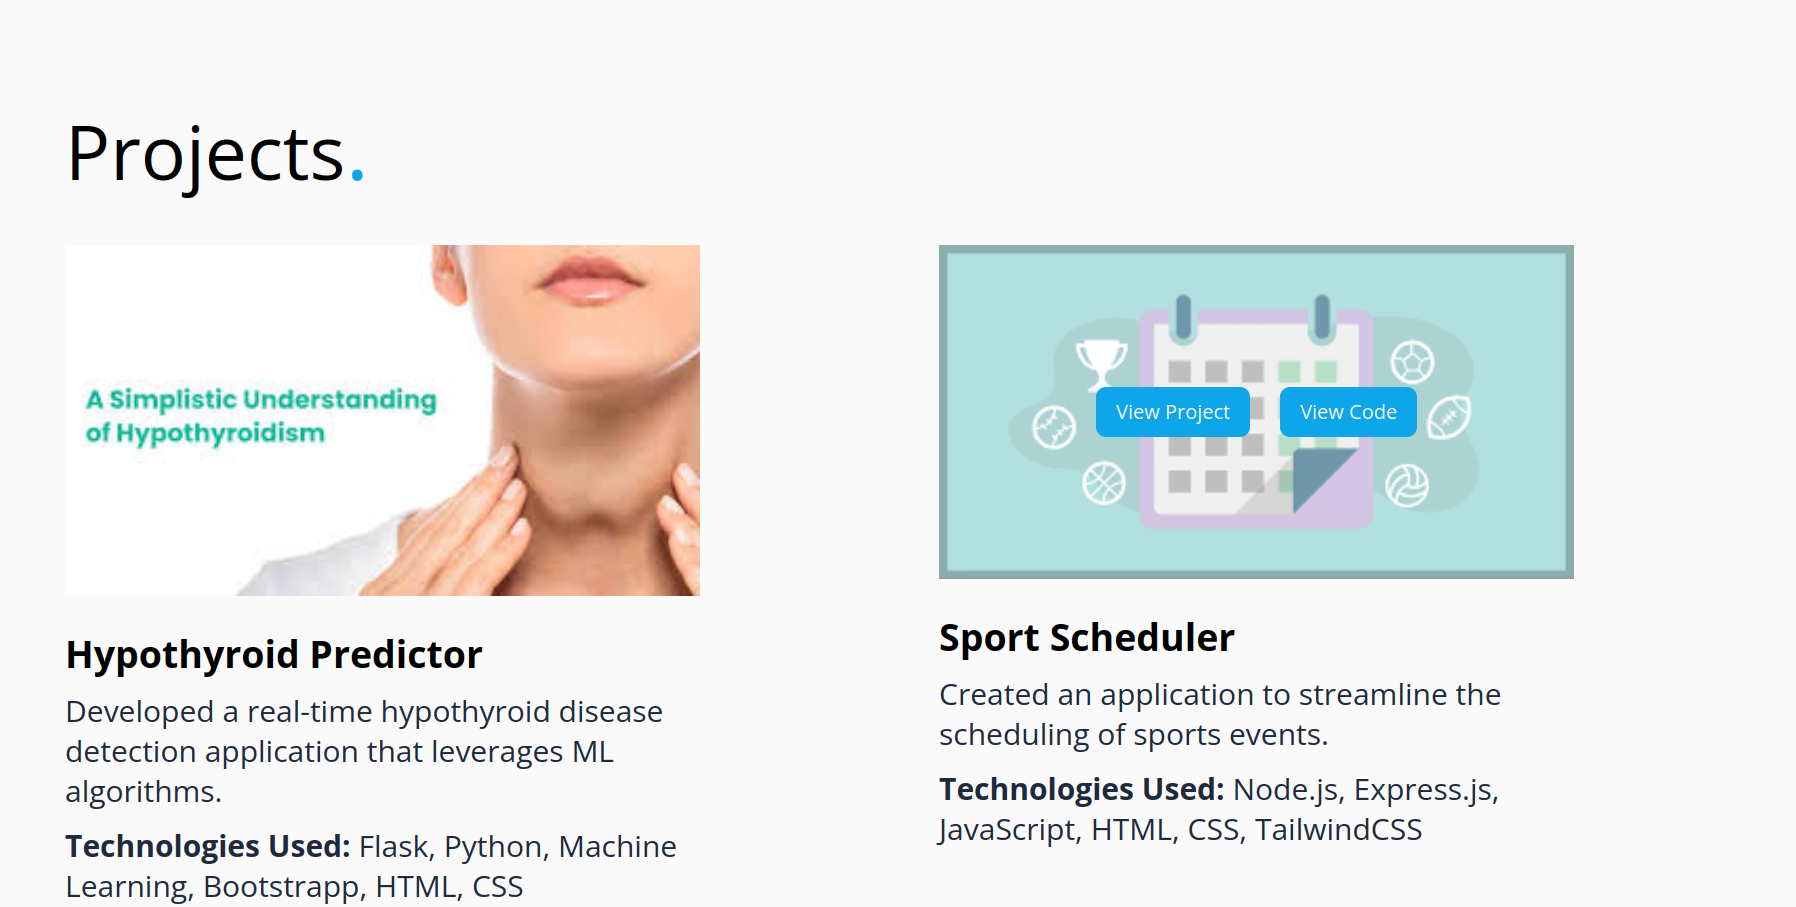 Projects.
A Simplistic Understanding
of Hypothyroidism
Hypothyroid Predictor
Developed a real-time hypothyroid disease
detection application that leverages ML
algorithms.
Technologies Used: Flask, Python, Machine
Learning, Bootstrapp, HTML, CSS
View Project
View Code
Sport Scheduler
Created an application to streamline the
scheduling of sports events.
Technologies Used: Node.js, Express.js,
JavaScript, HTML, CSS, TailwindCSS